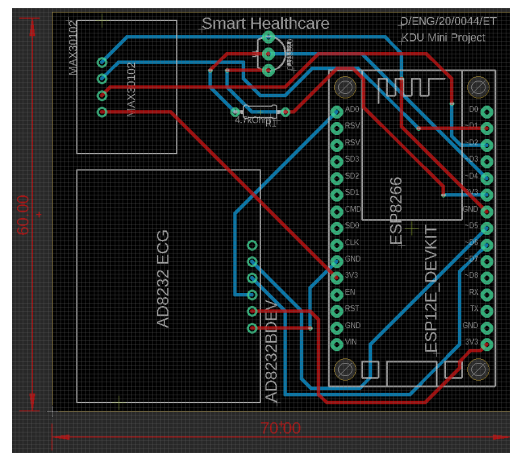 Smart Healthcare
D/ENG/20/0044/ET
KDU Mini Project
MAX30102
MAX30102
4.7kOhm
R1
AD0
RSV
RSV
SD3
SD2
SD1
CMD
SD0
CLK
GND
3V3
EN
RST
GND
VIN
D0
~D1
~D2
~D3
~D4
3V3
GND
~D5
~D6
~D7
~D8
RX
TX
GND
3V3
ESP8266
ESP12E_DEVKIT
AD8232 ECG
AD8232BDEV
60.00
70.00